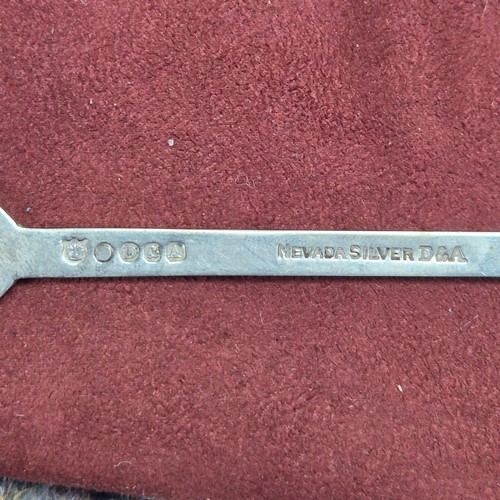 D & A NEVADA SILVER D&A